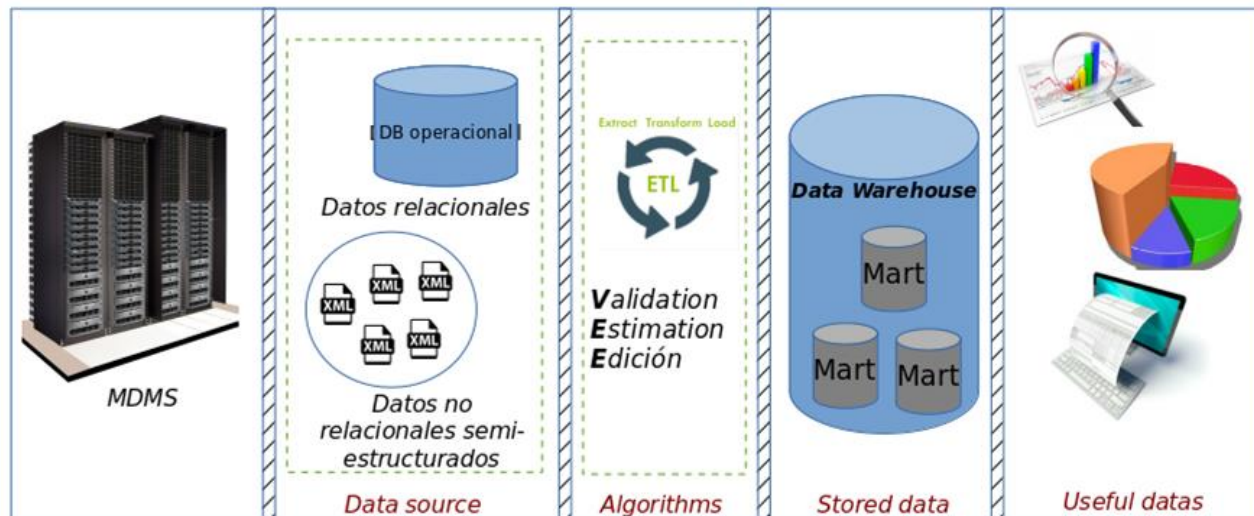 MDMS
[ DB operacional ]
Datos relacionales
XML
XML
XML
XML
XML
Datos no
relacionales semi-
estructurados
Data source
Extract Transform Load
ETL
Validation
Estimation
Edición
Algorithms
Data Warehouse
Mart
Mart
Mart
Stored data
Useful datas